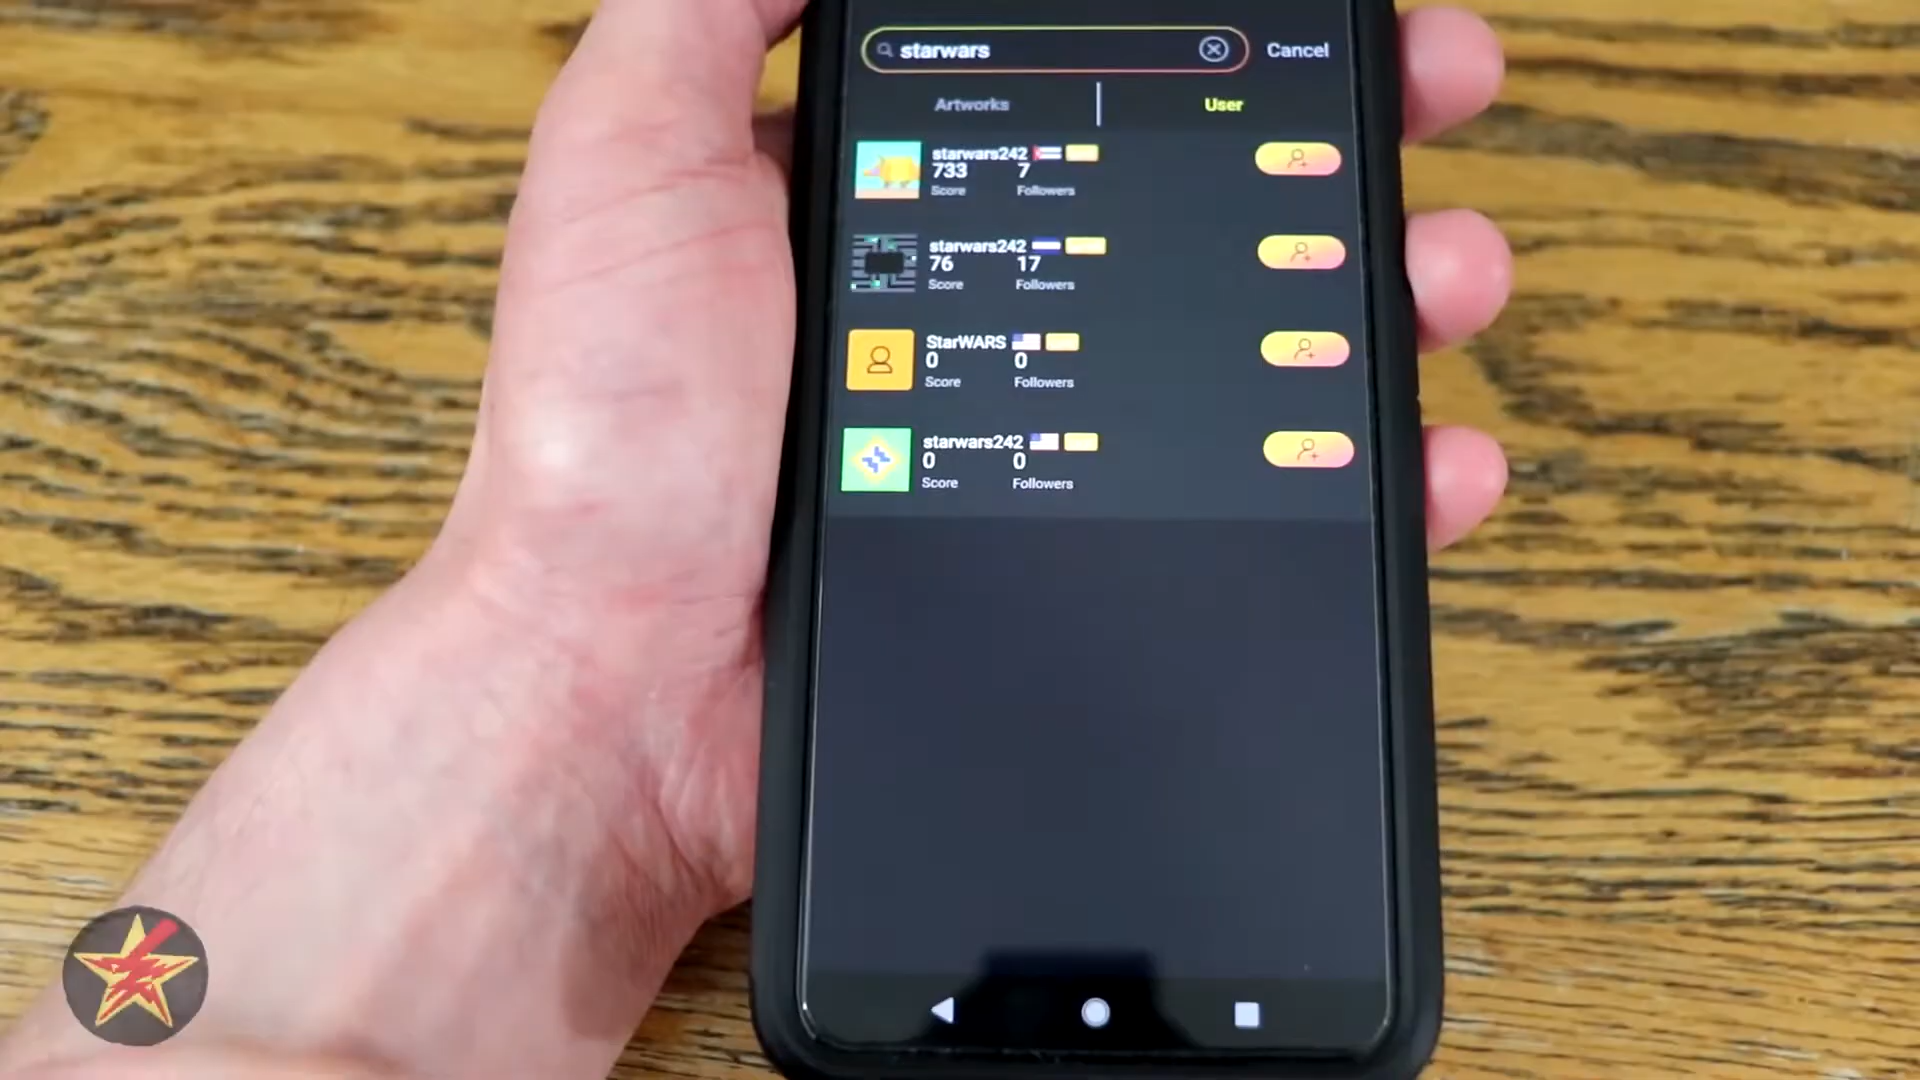 starwars
Cancel
Artworks
User
starwars242
733
7
Score
Followers
starwars242
76
17
Score
Followers
StarWARS
0
0
Score
Followers
starwars242
0
0
Score
Followers